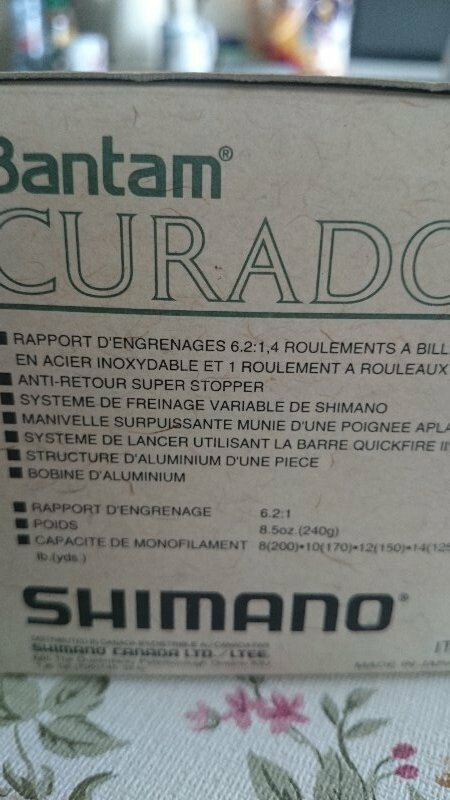 Bantam®
CURADO
RAPPORT D'ENGRENAGES 6.2:1,4 ROULEMENTS A BILL
EN ACIER INOXYDABLE ET 1 ROULEMENT A ROULEAUX
ANTI-RETOUR SUPER STOPPER
SYSTEME DE FREINAGE VARIABLE DE SHIMANO
MANIVELLE SURPUISSANTE MUNIE D'UNE POIGNEE APLA
SYSTEME DE LANCER UTILISANT LA BARRE QUICKFIRE II
STRUCTURE D'ALUMINIUM D'UNE PIECE
BOBINE D'ALUMINIUM
RAPPORT D'ENGRENAGE 6.2:1
POIDS 8.5oz.(240g)
CAPACITE DE MONOFILAMENT 8(200)•10(170)•12(150)•14(125
lb.(yds.)
SHIMANO
SHIMANO CANADA LTD./LTEE.
MADE IN JAPAN